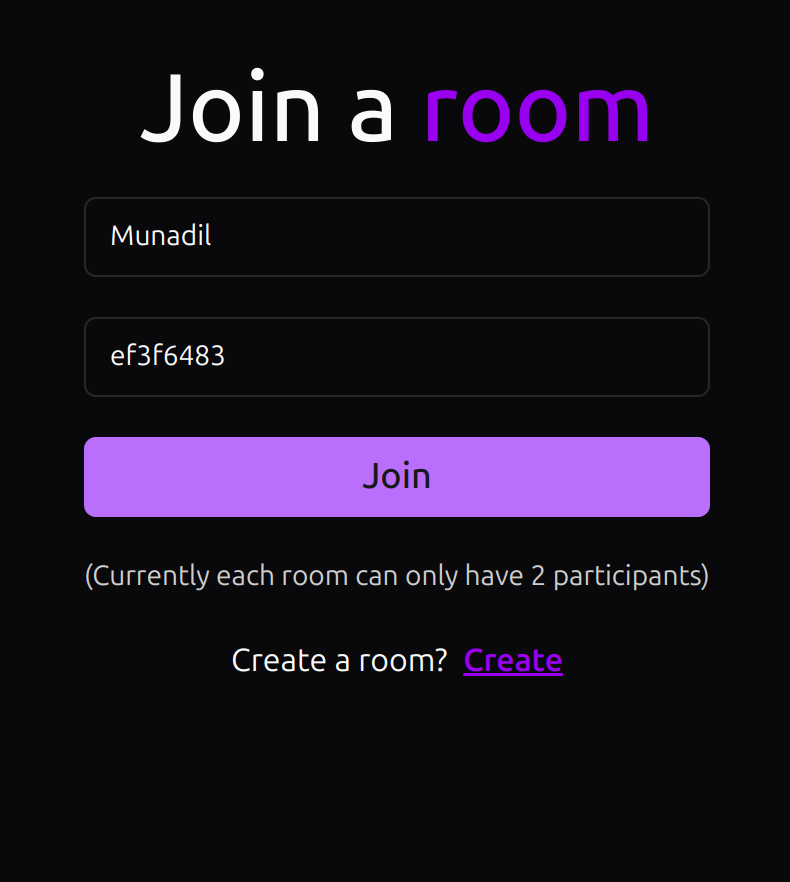 Join a room
Munadil
ef3f6483
Join
(Currently each room can only have 2 participants)
Create a room? Create